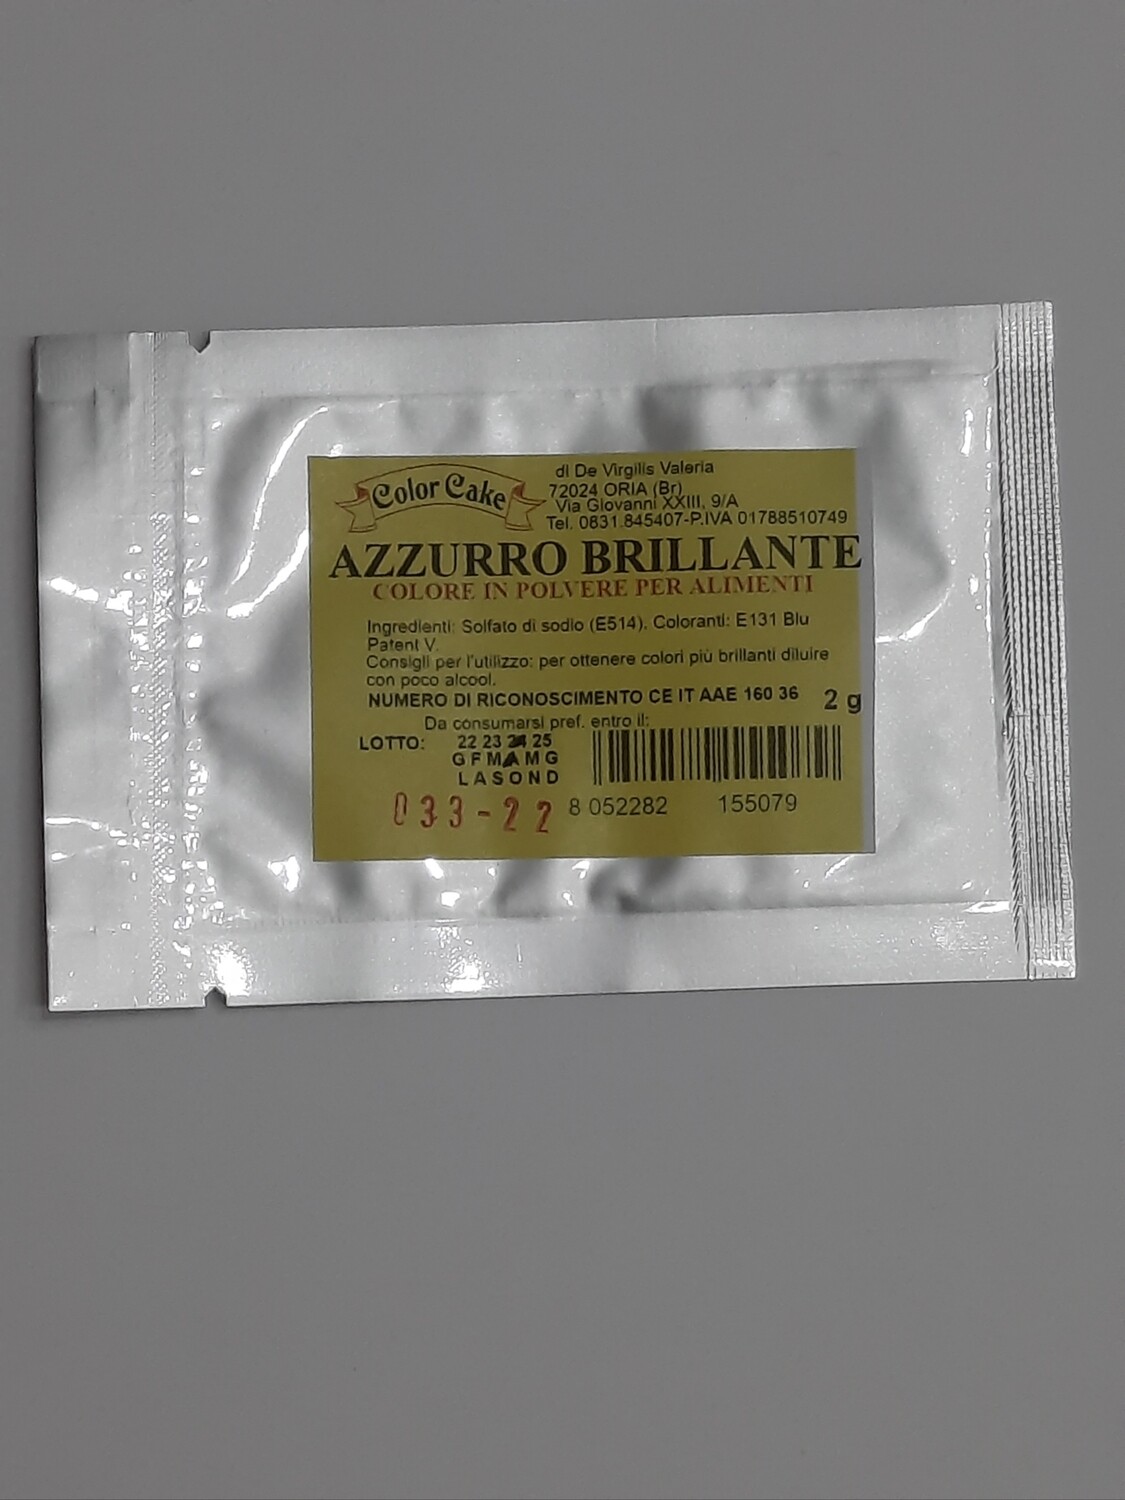 Color Cake
di De Virgilis Valeria
72024 ORIA (Br)
Via Giovanni XXIII, 9/A
Tel. 0831.845407-P.IVA 01788510749
AZZURRO BRILLANTE
COLORE IN POLVERE PER ALIMENTI
Ingredienti: Solfato di sodio (E514), Coloranti: E131 Blu
Patent V.
Consigli per l'utilizzo: per ottenere colori più brillanti diluire
con poco alcool.
NUMERO DI RICONOSCIMENTO CE IT AAE 160 36
2 g
Da consumarsi pref. entro il:
LOTTO: 22 23 24 25
G F M A M G
L A S O N D
033-22
8 052282 155079